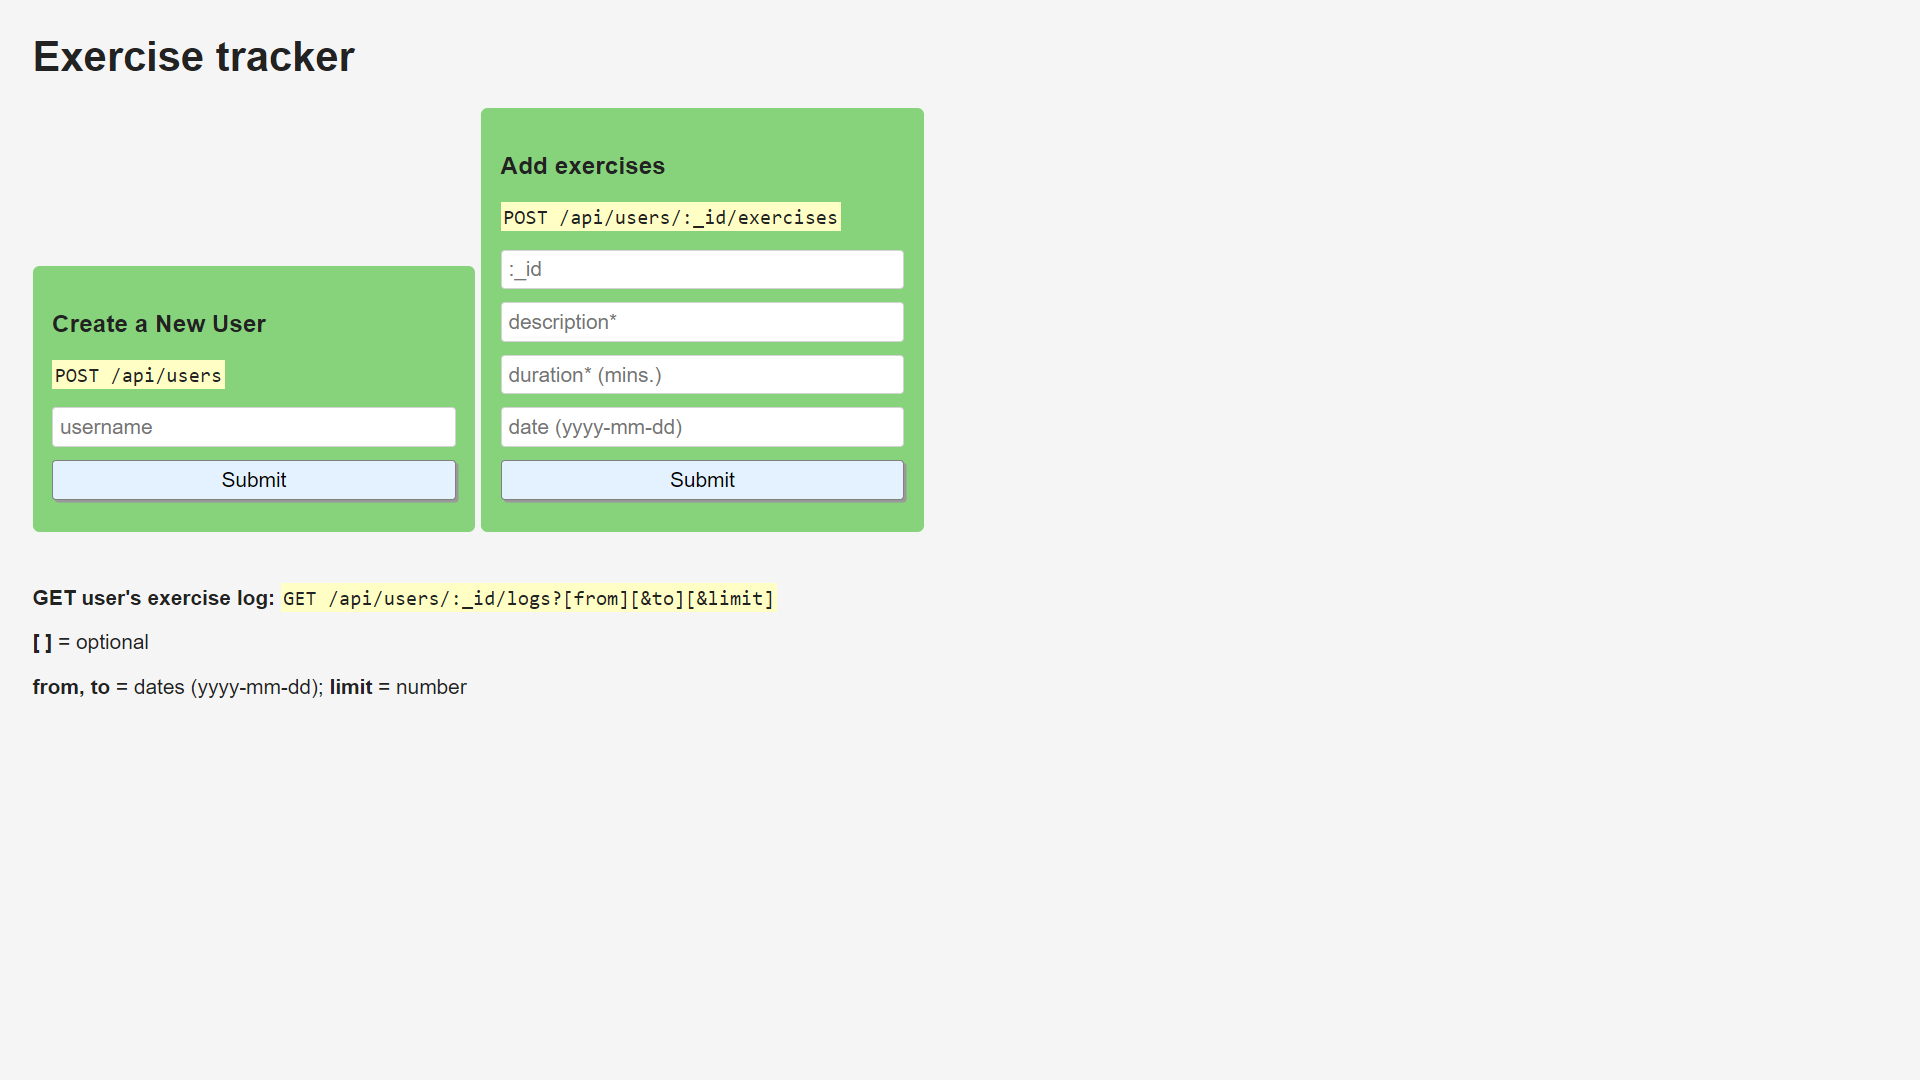 Exercise tracker
Create a New User
POST /api/users
username
Submit
Add exercises
POST /api/users/:_id/exercises
:_id
description*
duration* (mins.)
date (yyyy-mm-dd)
Submit
GET user's exercise log: GET /api/users/:_id/logs?[from][&to][&limit]
[ ] = optional
from, to = dates (yyyy-mm-dd); limit = number